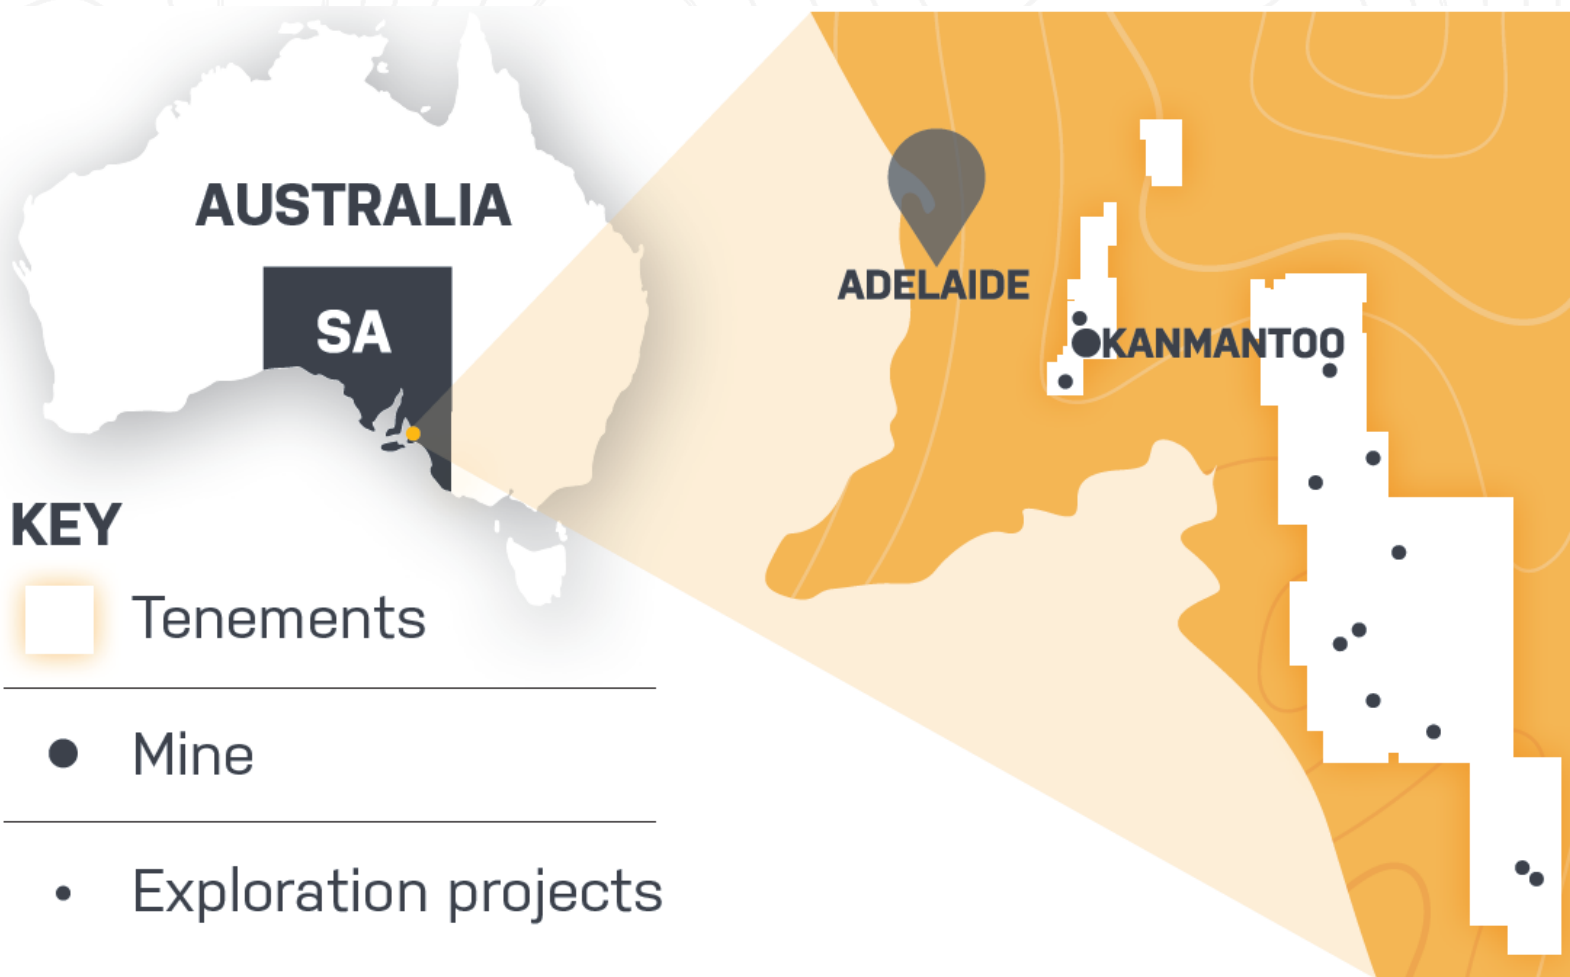 AUSTRALIA
SA
ADELAIDE
KANMANTOO
KEY
Tenements
Mine
Exploration projects